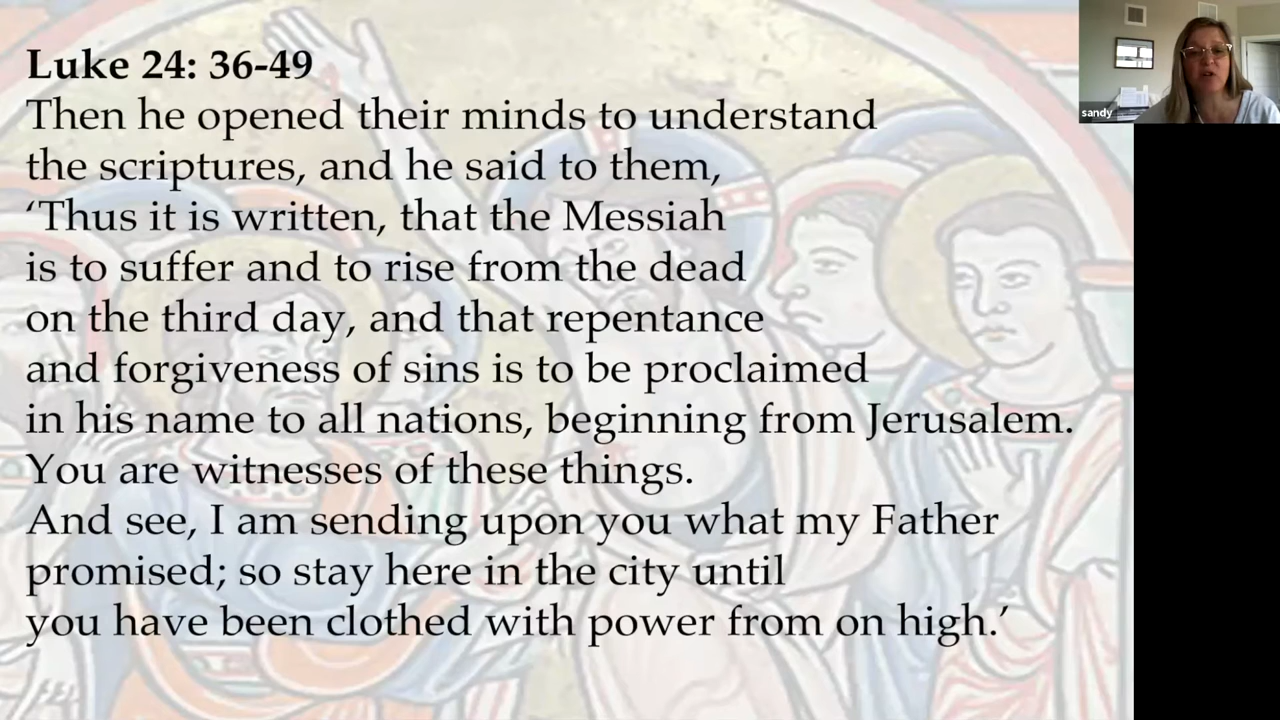 Luke 24: 36-49
Then he opened their minds to understand
the scriptures, and he said to them,
‘Thus it is written, that the Messiah
is to suffer and to rise from the dead
on the third day, and that repentance
and forgiveness of sins is to be proclaimed
in his name to all nations, beginning from Jerusalem.
You are witnesses of these things.
And see, I am sending upon you what my Father
promised; so stay here in the city until
you have been clothed with power from on high.’
sandy